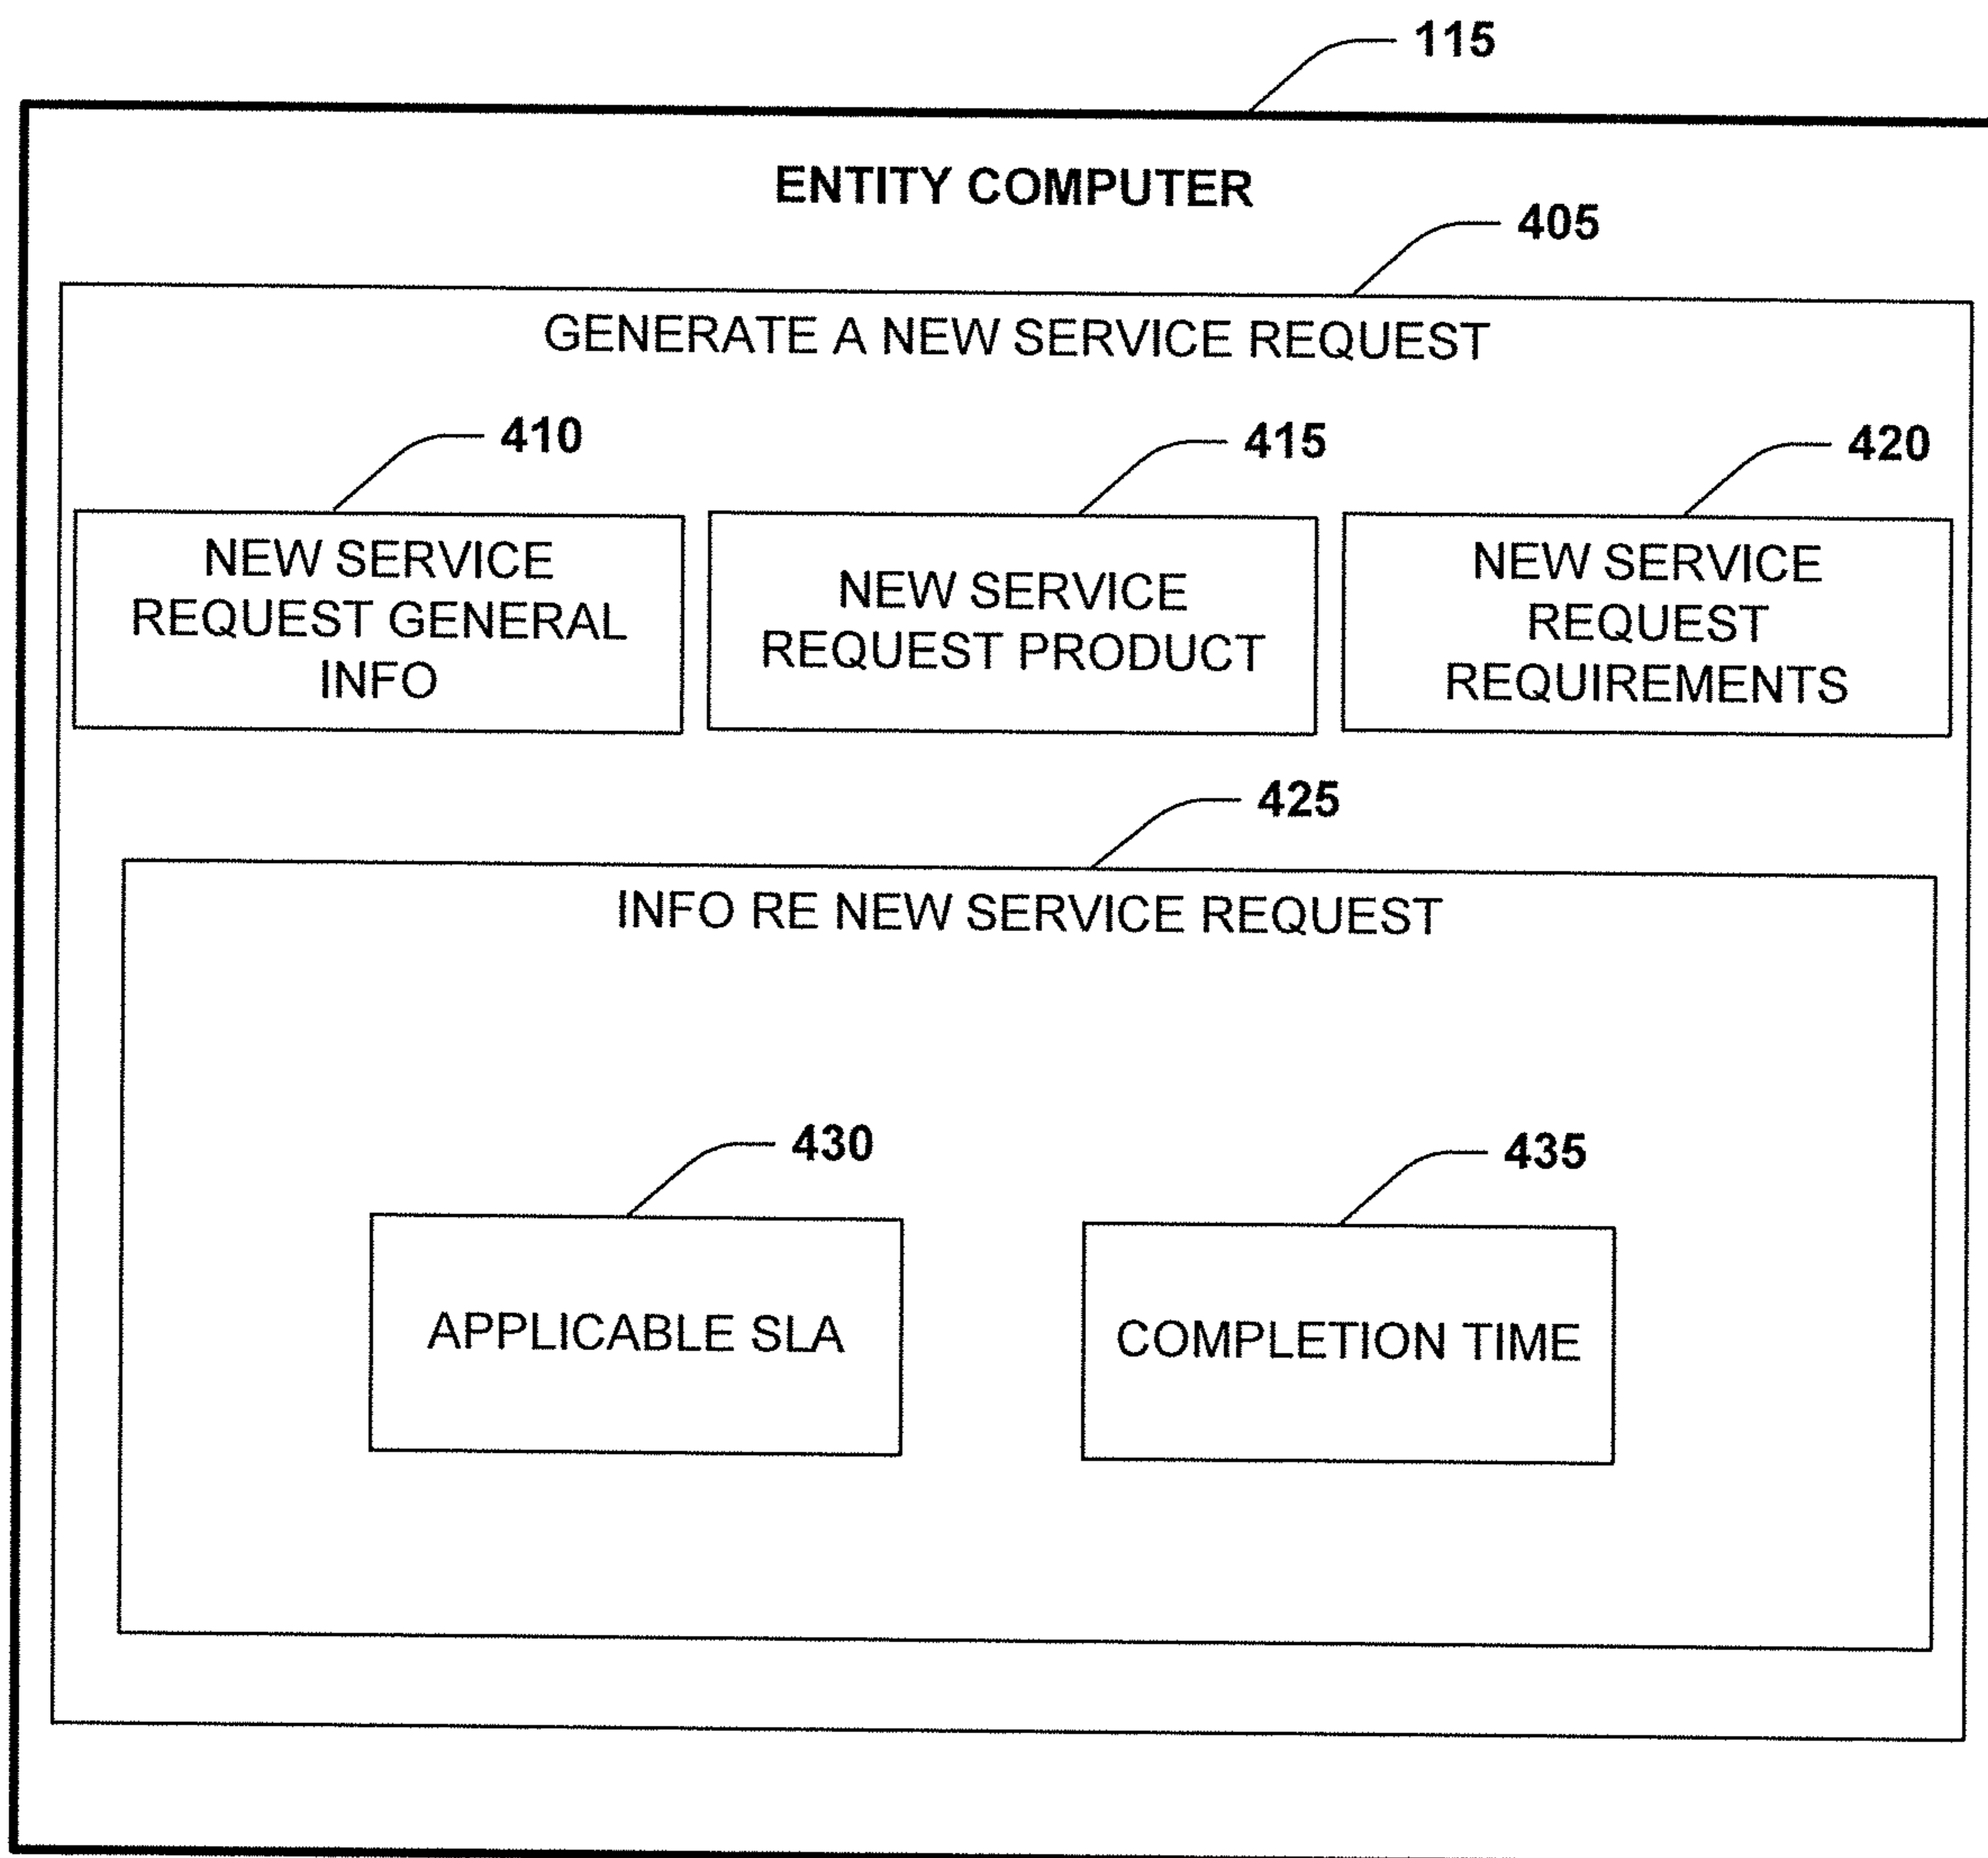 115
ENTITY COMPUTER
405
GENERATE A NEW SERVICE REQUEST
410
415
420
NEW SERVICE
REQUEST GENERAL
INFO
NEW SERVICE
REQUEST PRODUCT
NEW SERVICE
REQUEST
REQUIREMENTS
425
INFO RE NEW SERVICE REQUEST
430
435
APPLICABLE SLA
COMPLETION TIME